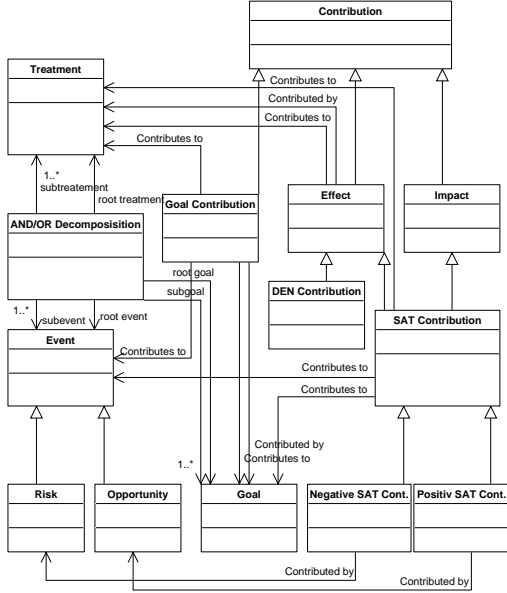 Contribution
Treatment
Contributes to
Contributed by
Contributes to
Contributes to
1..*
subtreatement
root treatment
Goal Contribution
Effect
Impact
AND/OR Decomposisition
root goal
subgoal
DEN Contribution
1..*
subevent
root event
SAT Contribution
Event
Contributes to
Contributes to
Contributes to
Contributed by
Contributes to
1..*
Risk
Opportunity
Goal
Negative SAT Cont.
Positiv SAT Cont.
Contributed by
Contributed by